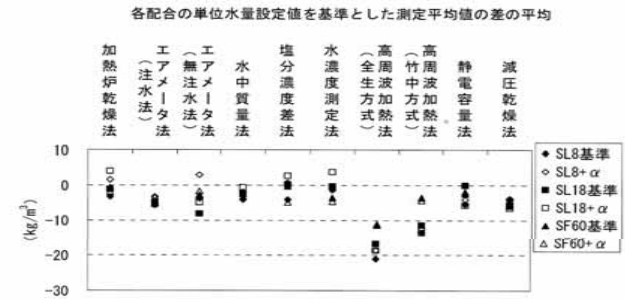 各配合の単位水量設定値を基準とした測定平均値の差の平均
加熱炉乾燥法
エアメータ法
(注水法)
エアメータ法
(無注水法)
水中質量法
塩分濃度差法
水濃度測定法
高周波加熱法
(全生方式)
高周波加熱法
(竹中方式)
静電容量法
減圧乾燥法
10
0
-10
-20
-30
(kg/m³)
SL8基準
SL8+α
SL18基準
SL18+α
SF60基準
SF60+α